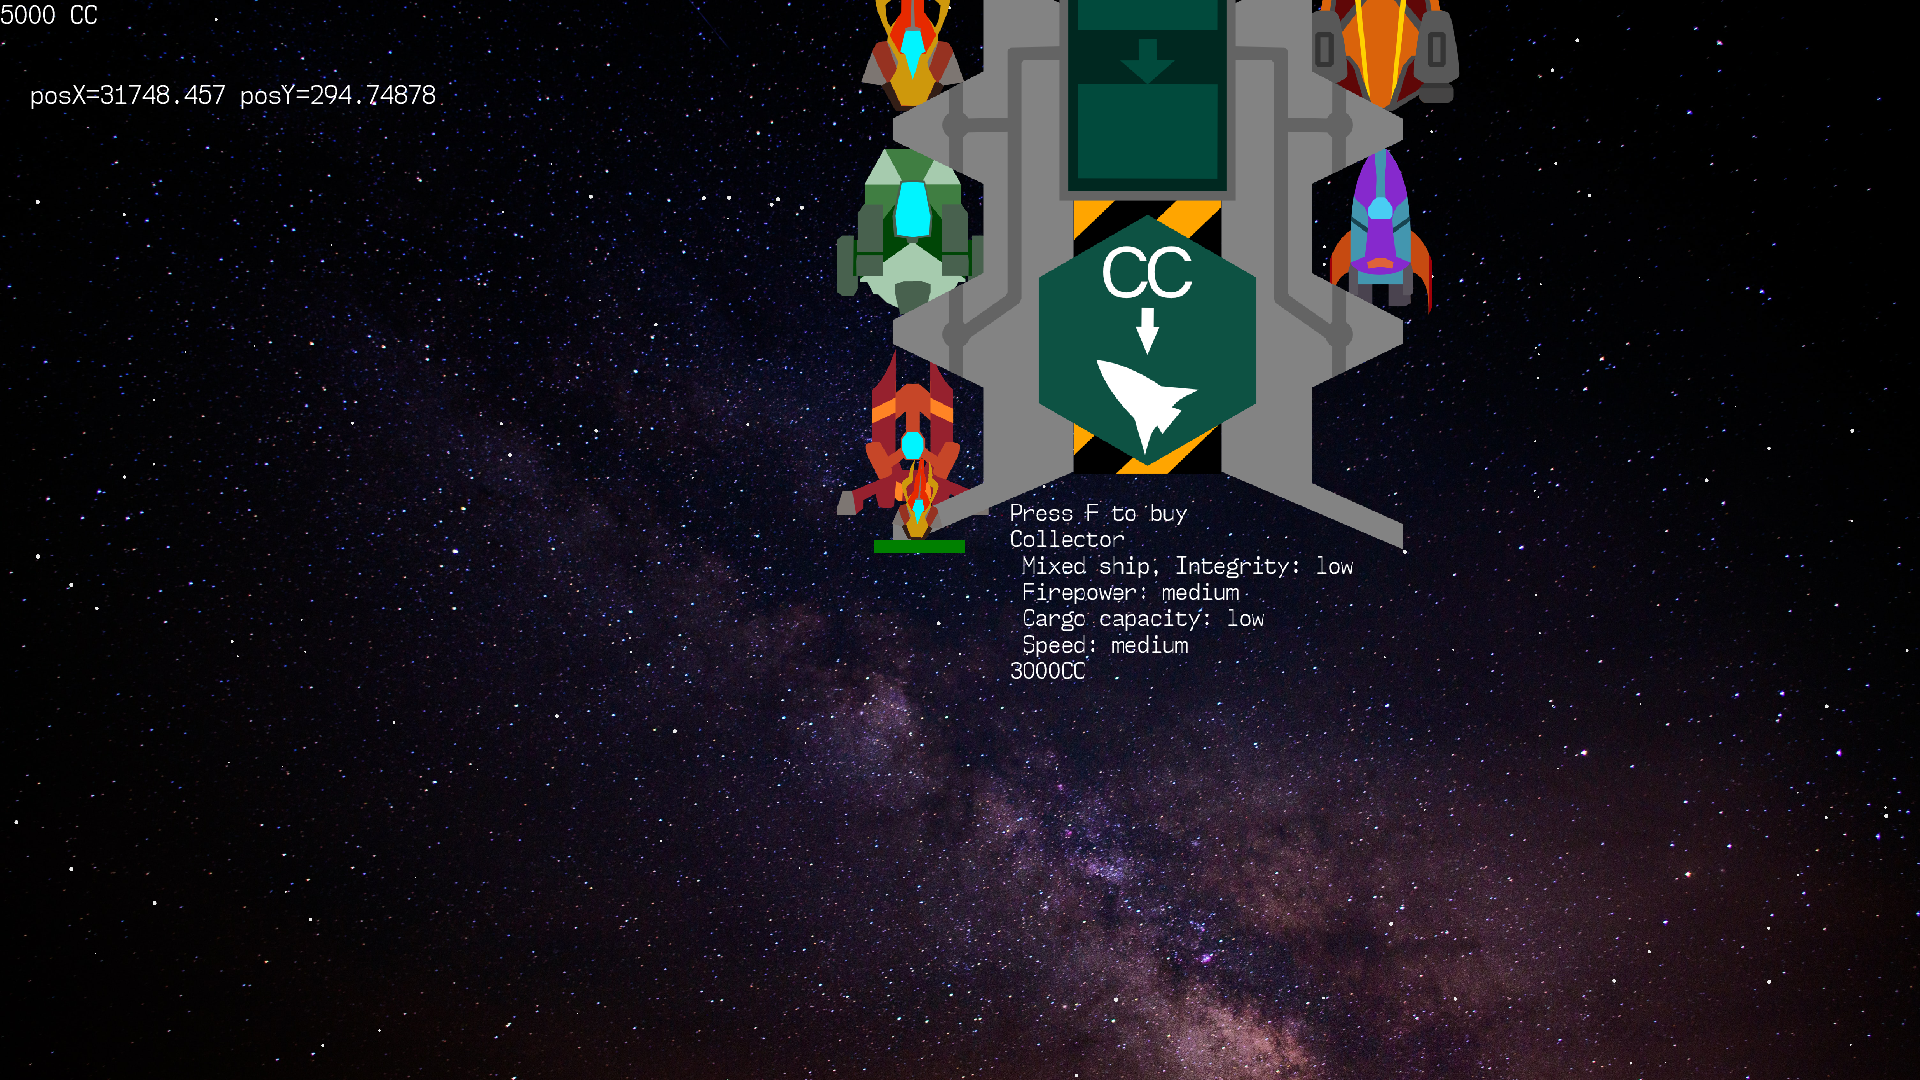 5000 CC
posX=31748.457 posY=294.74878
CC
Press F to buy
Collector
Mixed ship, Integrity: low
Firepower: medium
Cargo capacity: low
Speed: medium
3000CC